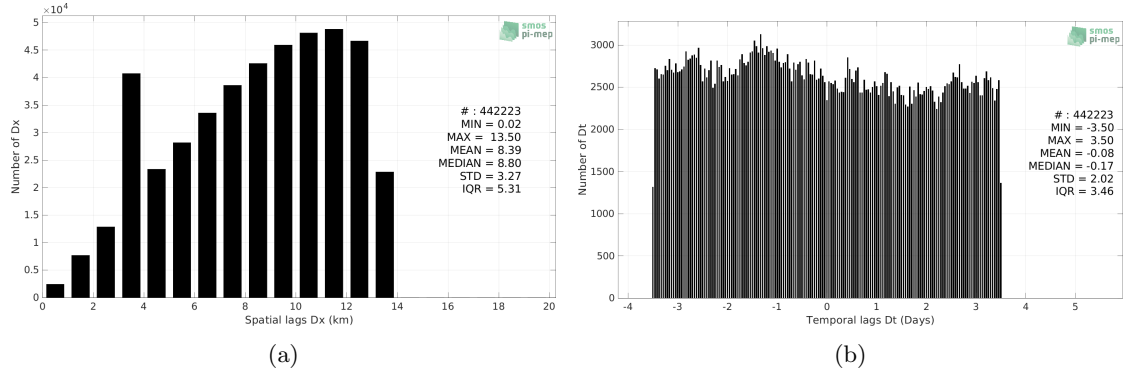 ×10⁴
5
4.5
4
3.5
3
2.5
2
1.5
1
0.5
0
Number of Dx
0 2 4 6 8 10 12 14 16 18 20
Spatial lags Dx (km)
smos
pi-mep
# : 442223
MIN = 0.02
MAX = 13.50
MEAN = 8.39
MEDIAN = 8.80
STD = 3.27
IQR = 5.31
(a)
3000
2500
2000
1500
1000
500
0
Number of Dt
-4 -3 -2 -1 0 1 2 3 4 5
Temporal lags Dt (Days)
smos
pi-mep
# : 442223
MIN = -3.50
MAX = 3.50
MEAN = -0.08
MEDIAN = -0.17
STD = 2.02
IQR = 3.46
(b)